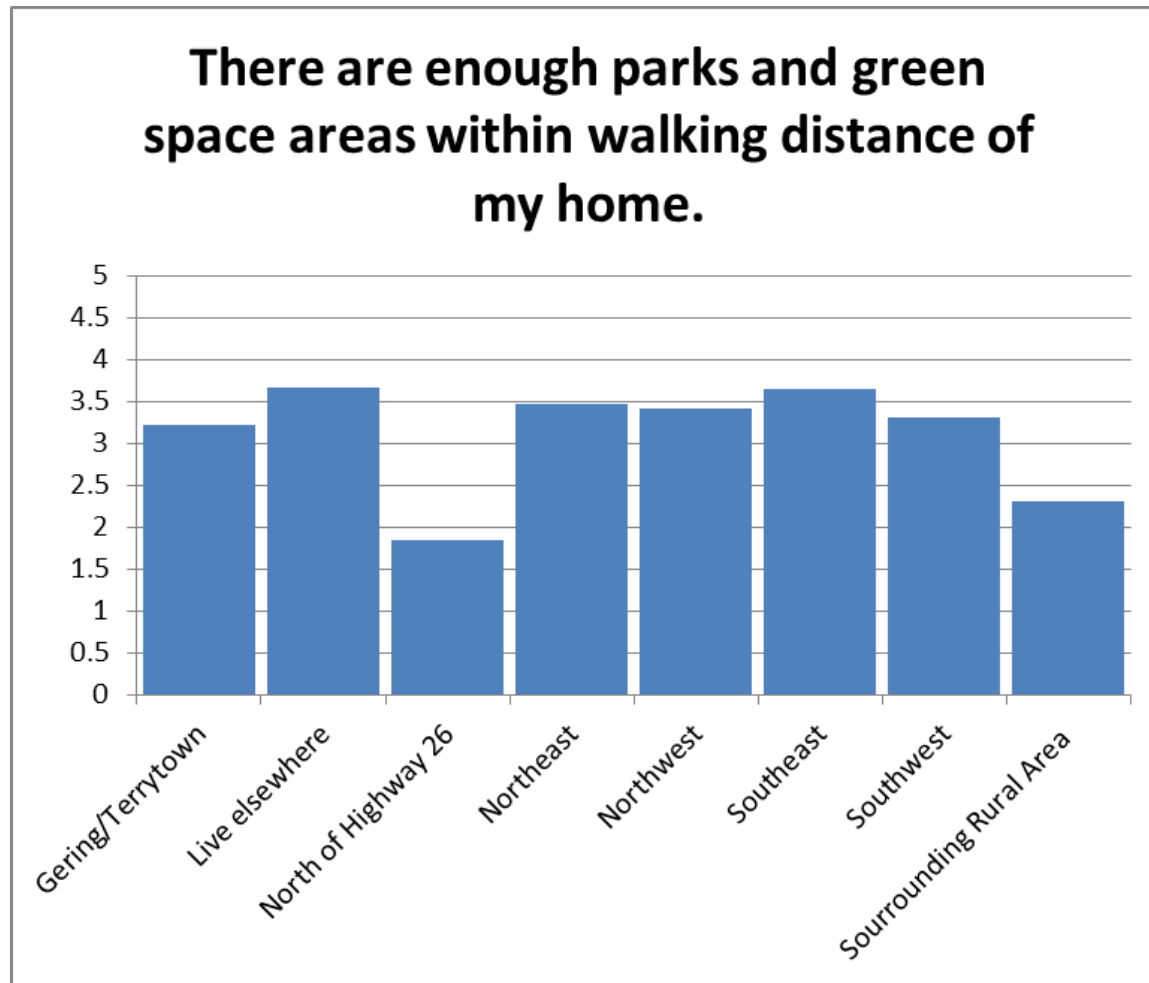 There are enough parks and green
space areas within walking distance of
my home.
5
4.5
4
3.5
3
2.5
2
1.5
1
0.5
0
Gering/Terrytown
Live elsewhere
North of Highway 26
Northeast
Northwest
Southeast
Southwest
Sourrounding Rural Area